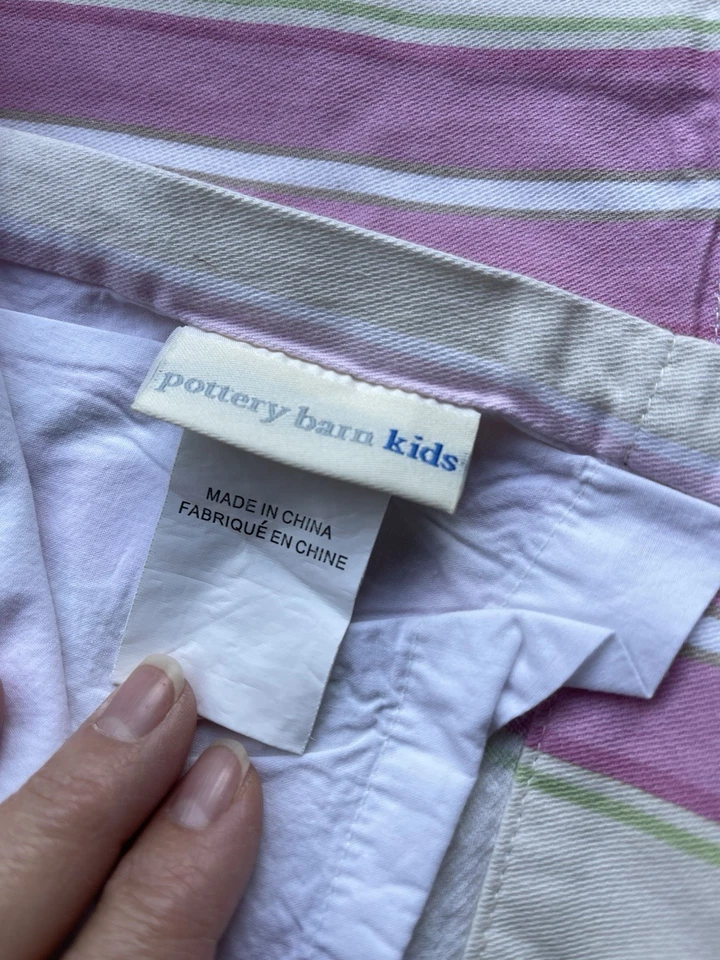 pottery barn kids
MADE IN CHINA
FABRIQUÉ EN CHINE